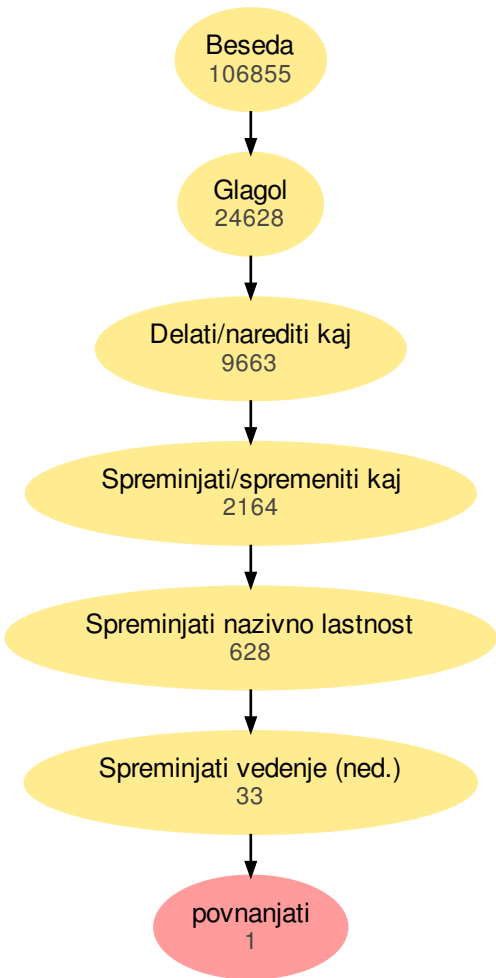 Beseda
106855
Glagol
24628
Delati/narediti kaj
9663
Spreminjati/spremeniti kaj
2164
Spreminjati nazivno lastnost
628
Spreminjati vedenje (ned.)
33
povnanjati
1